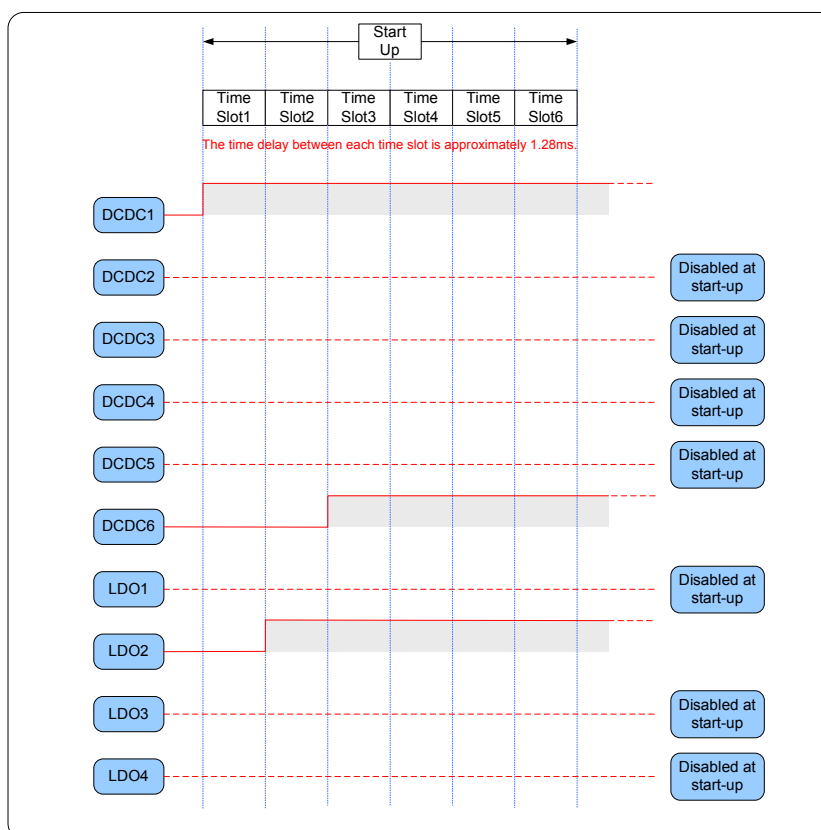 Start
Up
Time
Slot1
Time
Slot2
Time
Slot3
Time
Slot4
Time
Slot5
Time
Slot6
The time delay between each time slot is approximately 1.28ms.
DCDC1
DCDC2
Disabled at
start-up
DCDC3
Disabled at
start-up
DCDC4
Disabled at
start-up
DCDC5
Disabled at
start-up
DCDC6
LDO1
Disabled at
start-up
LDO2
LDO3
Disabled at
start-up
LDO4
Disabled at
start-up